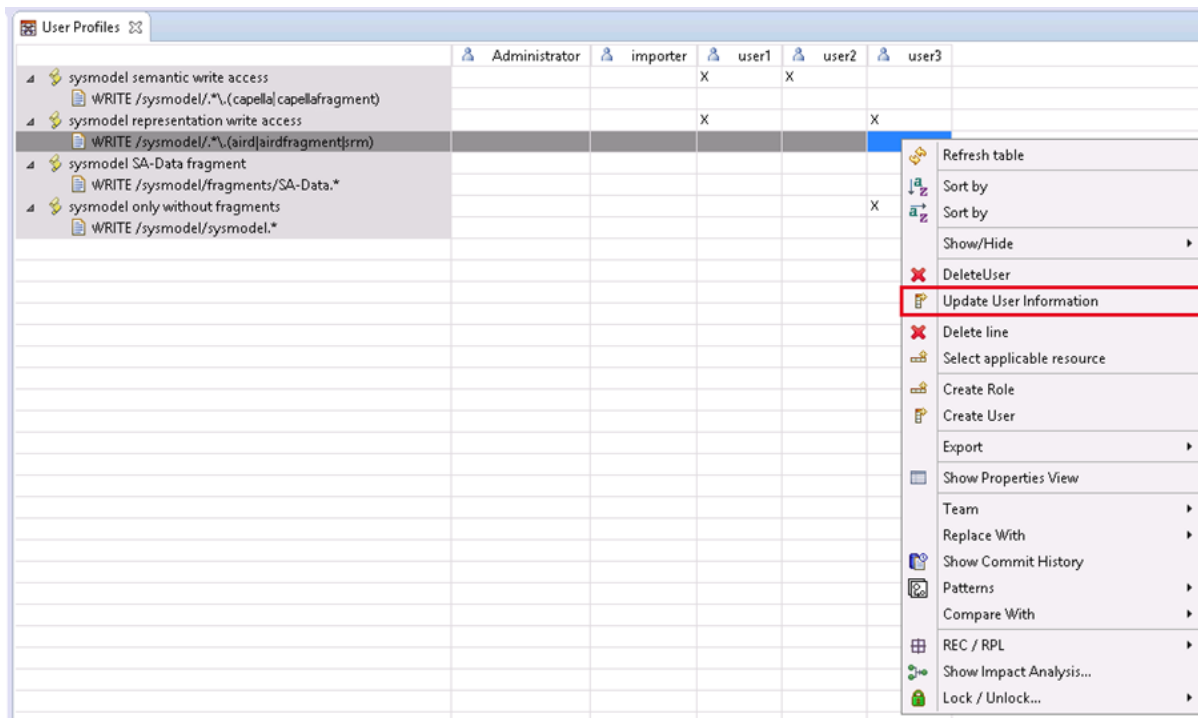 User Profiles
Administrator importer user1 user2 user3
sysmodel semantic write access X X
WRITE /sysmodel/.*\.(capella|capellafragment)
sysmodel representation write access X X
WRITE /sysmodel/.*\.(aird|airdfragment|srm)
sysmodel SA-Data fragment
WRITE /sysmodel/fragments/SA-Data.*
sysmodel only without fragments X
WRITE /sysmodel/sysmodel.*
Refresh table
Sort by
Sort by
Show/Hide
DeleteUser
Update User Information
Delete line
Select applicable resource
Create Role
Create User
Export
Show Properties View
Team
Replace With
Show Commit History
Patterns
Compare With
REC / RPL
Show Impact Analysis...
Lock / Unlock...